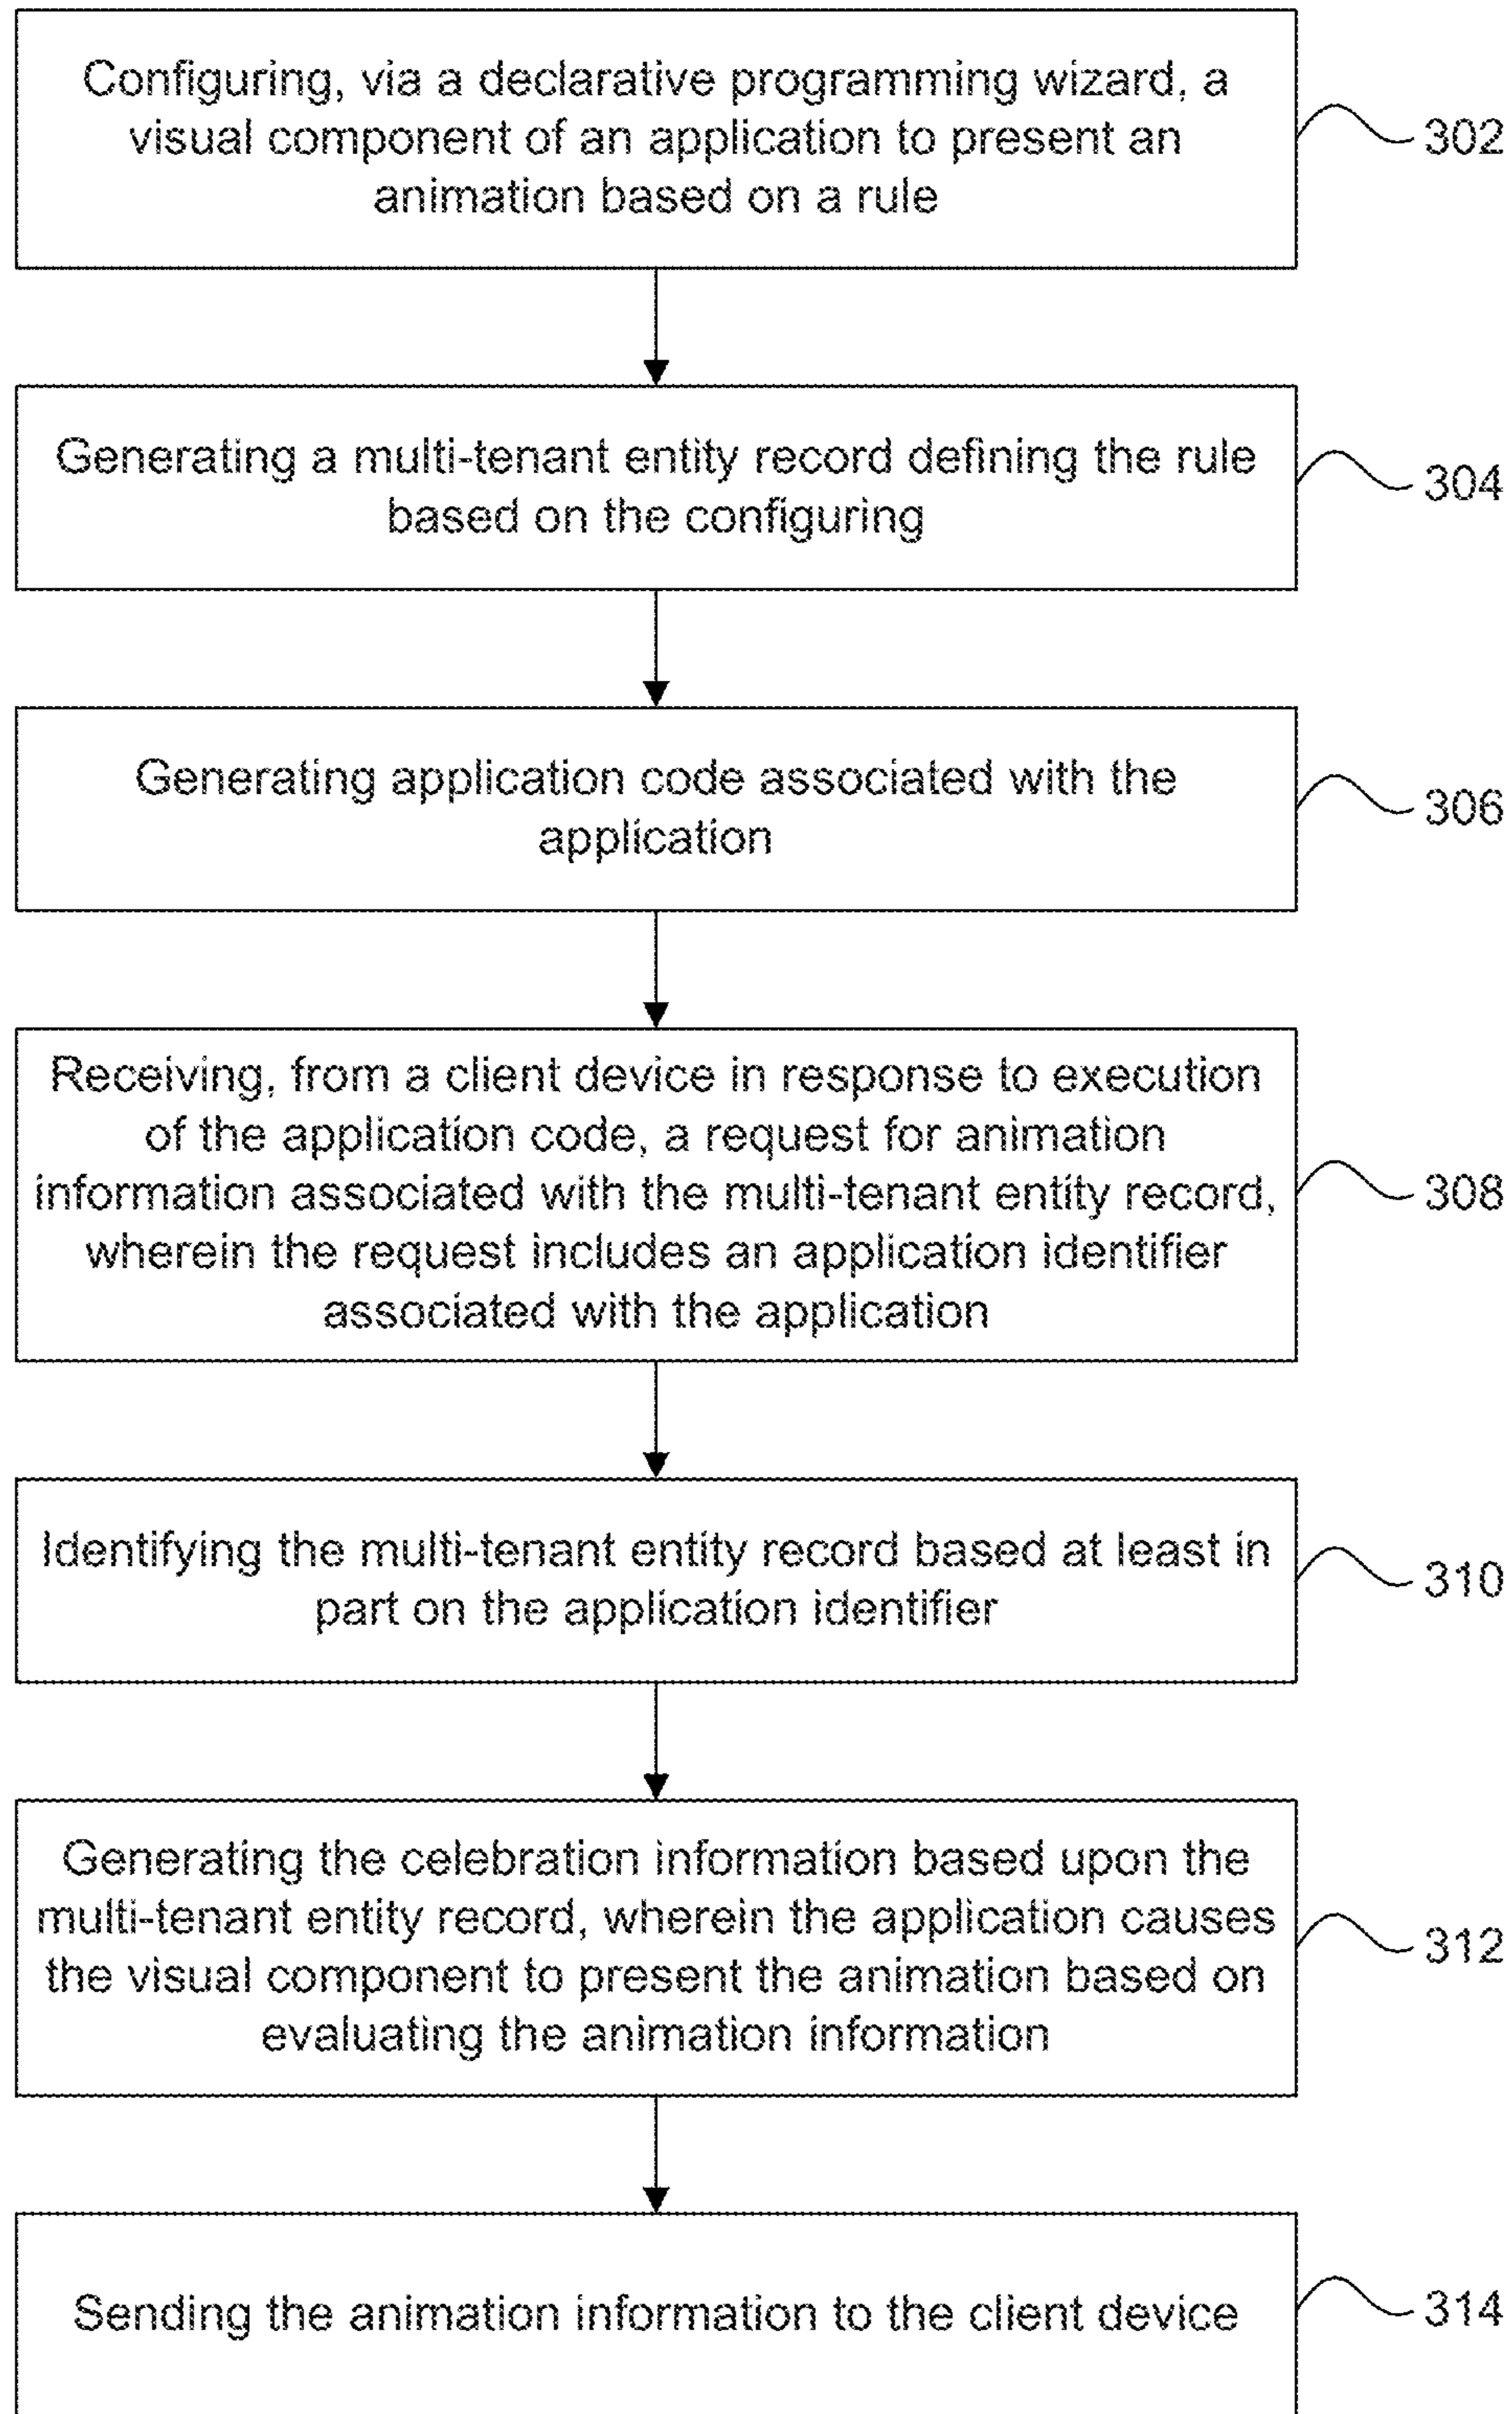 Configuring, via a declarative programming wizard, a
visual component of an application to present an
animation based on a rule
302
Generating a multi-tenant entity record defining the rule
based on the configuring
304
Generating application code associated with the
application
306
Receiving, from a client device in response to execution
of the application code, a request for animation
information associated with the multi-tenant entity record,
wherein the request includes an application identifier
associated with the application
308
Identifying the multi-tenant entity record based at least in
part on the application identifier
310
Generating the celebration information based upon the
multi-tenant entity record, wherein the application causes
the visual component to present the animation based on
evaluating the animation information
312
Sending the animation information to the client device
314